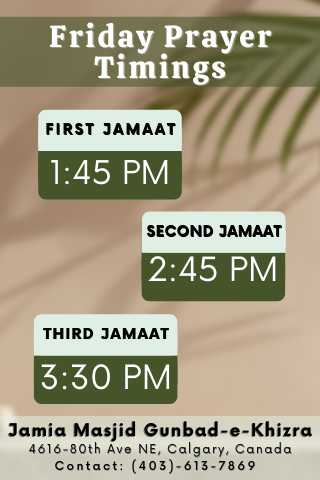 Friday Prayer
Timings
FIRST JAMAAT
1:45 PM
SECOND JAMAAT
2:45 PM
THIRD JAMAAT
3:30 PM
Jamia Masjid Gunbad-e-Khizra
4616-80th Ave NE, Calgary, Canada
Contact: (403)-613-7869